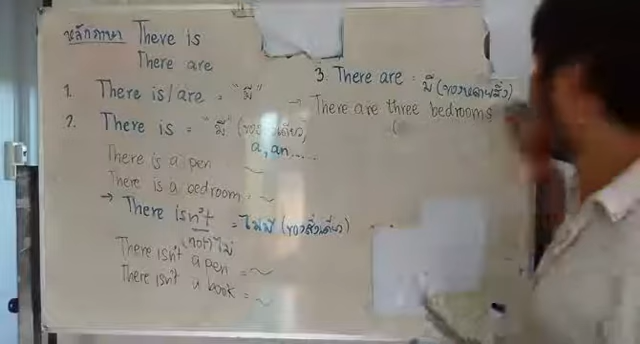 หลักภาษา There is
There are
1. There is/are = "มี"
2. There is = "มี" (ของสิ่งเดียว)
a, an.....
There is a pen ~
There is a bedroom = ~
→ There isn't = ไม่มี (ของสิ่งเดียว)
(not) ไม่
There isn't a pen = ~
There isn't a book = ~
3. There are = มี (ของหลายสิ่ง)
→ There are three bedrooms